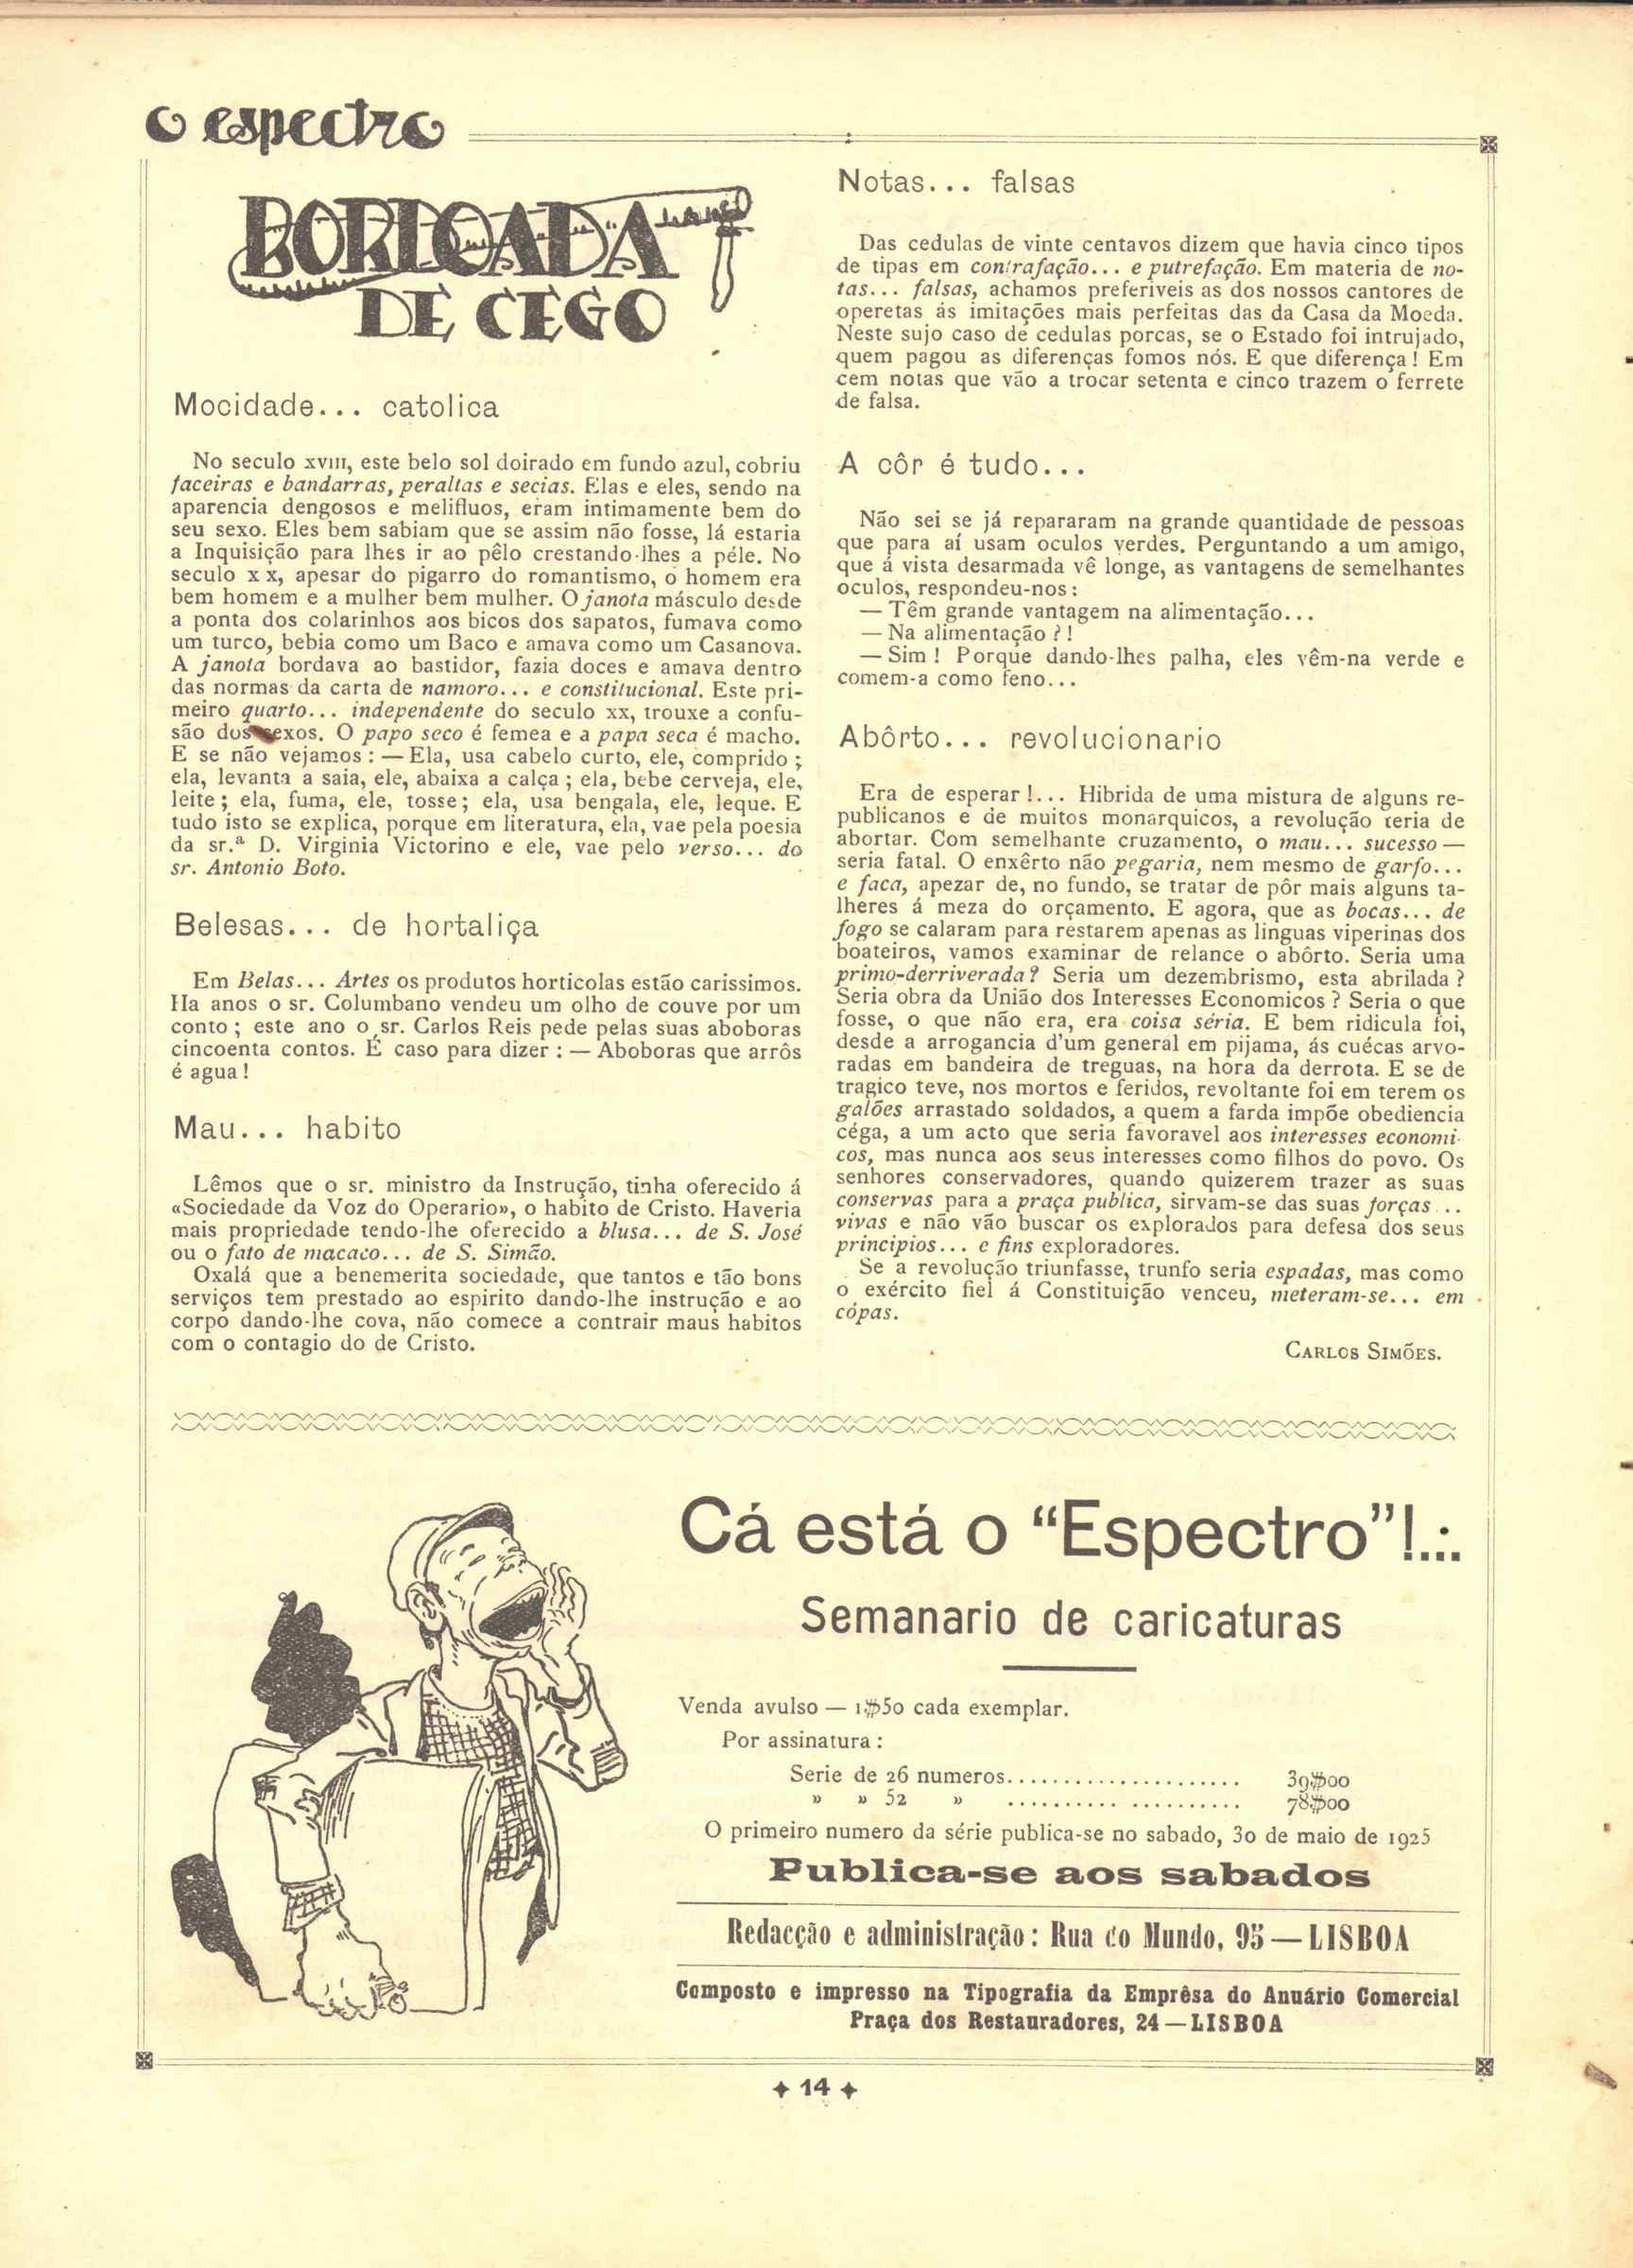 O espectro
BORDOADA
DE CEGO
Mocidade... catolica
No seculo XVIII, este belo sol doirado em fundo azul, cobriu
faceiras e bandarras, peraltas e secias. Elas e eles, sendo na
aparencia dengosos e melifluos, eram intimamente bem do
seu sexo. Eles bem sabiam que se assim não fosse, lá estaria
a Inquisição para lhes ir ao pêlo crestando-lhes a péle. No
seculo XX, apesar do pigarro do romantismo, o homem era
bem homem e a mulher bem mulher. O janota másculo desde
a ponta dos colarinhos aos bicos dos sapatos, fumava como
um turco, bebia como um Baco e amava como um Casanova.
A janota bordava ao bastidor, fazia doces e amava dentro
das normas da carta de namoro... e constitucional. Este pri-
meiro quarto... independente do seculo XX, trouxe a confu-
são dos sexos. O papo seco é femea e a papa seca é macho.
E se não vejamos : — Ela, usa cabelo curto, ele, comprido ;
ela, levanta a saia, ele, abaixa a calça ; ela, bebe cerveja, ele,
leite ; ela, fuma, ele, tosse; ela, usa bengala, ele, leque. E
tudo isto se explica, porque em literatura, ela, vae pela poesia
da sr.ª D. Virginia Victorino e ele, vae pelo verso... do
sr. Antonio Boto.
Belesas... de hortaliça
Em Belas... Artes os produtos horticolas estão carissimos.
Ha anos o sr. Columbano vendeu um olho de couve por um
conto ; este ano o sr. Carlos Reis pede pelas suas aboboras
cincoenta contos. É caso para dizer : — Aboboras que arrôs
é agua !
Mau... habito
Lêmos que o sr. ministro da Instrução, tinha oferecido á
«Sociedade da Voz do Operario», o habito de Cristo. Haveria
mais propriedade tendo-lhe oferecido a blusa... de S. José
ou o fato de macaco... de S. Simão.
Oxalá que a benemerita sociedade, que tantos e tão bons
serviços tem prestado ao espirito dando-lhe instrução e ao
corpo dando-lhe cova, não comece a contrair maus habitos
com o contagio do de Cristo.
Notas... falsas
Das cedulas de vinte centavos dizem que havia cinco tipos
de tipas em contrafação... e putrefação. Em materia de no-
tas... falsas, achamos preferiveis as dos nossos cantores de
operetas ás imitações mais perfeitas das da Casa da Moeda.
Neste sujo caso de cedulas porcas, se o Estado foi intrujado,
quem pagou as diferenças fomos nós. E que diferença ! Em
cem notas que vão a trocar setenta e cinco trazem o ferrete
de falsa.
A côr é tudo...
Não sei se já repararam na grande quantidade de pessoas
que para aí usam oculos verdes. Perguntando a um amigo,
que á vista desarmada vê longe, as vantagens de semelhantes
oculos, respondeu-nos :
— Têm grande vantagem na alimentação...
— Na alimentação ? !
— Sim ! Porque dando-lhes palha, eles vêm-na verde e
comem-a como feno...
Abôrto... revolucionario
Era de esperar !... Hibrida de uma mistura de alguns re-
publicanos e de muitos monarquicos, a revolução teria de
abortar. Com semelhante cruzamento, o mau... sucesso —
seria fatal. O enxêrto não pegaria, nem mesmo de garfo...
e faca, apezar de, no fundo, se tratar de pôr mais alguns ta-
lheres á meza do orçamento. E agora, que as bocas... de
fogo se calaram para restarem apenas as linguas viperinas dos
boateiros, vamos examinar de relance o abôrto. Seria uma
primo-derriverada ? Seria um dezembrismo, esta abrilada ?
Seria obra da União dos Interesses Economicos ? Seria o que
fosse, o que não era, era coisa séria. E bem ridicula foi,
desde a arrogancia d'um general em pijama, ás cuécas arvo-
radas em bandeira de treguas, na hora da derrota. E se de
tragico teve, nos mortos e feridos, revoltante foi em terem os
galões arrastado soldados, a quem a farda impõe obediencia
céga, a um acto que seria favoravel aos interesses economi-
cos, mas nunca aos seus interesses como filhos do povo. Os
senhores conservadores, quando quizerem trazer as suas
conservas para a praça publica, sirvam-se das suas forças...
vivas e não vão buscar os explorados para defesa dos seus
principios... e fins exploradores.
Se a revolução triunfasse, trunfo seria espadas, mas como
o exército fiel á Constituição venceu, meteram-se... em
cópas.
CARLOS SIMÕES.
Cá está o “Espectro”!...
Semanario de caricaturas
Venda avulso — 1$50 cada exemplar.
Por assinatura :
Serie de 26 numeros..................... 39$00
» » 52 » .................... 78$00
O primeiro numero da série publica-se no sabado, 30 de maio de 1925
Publica-se aos sabados
Redacção e administração : Rua do Mundo, 95 — LISBOA
Composto e impresso na Tipografia da Emprêsa do Anuário Comercial
Praça dos Restauradores, 24 — LISBOA
14